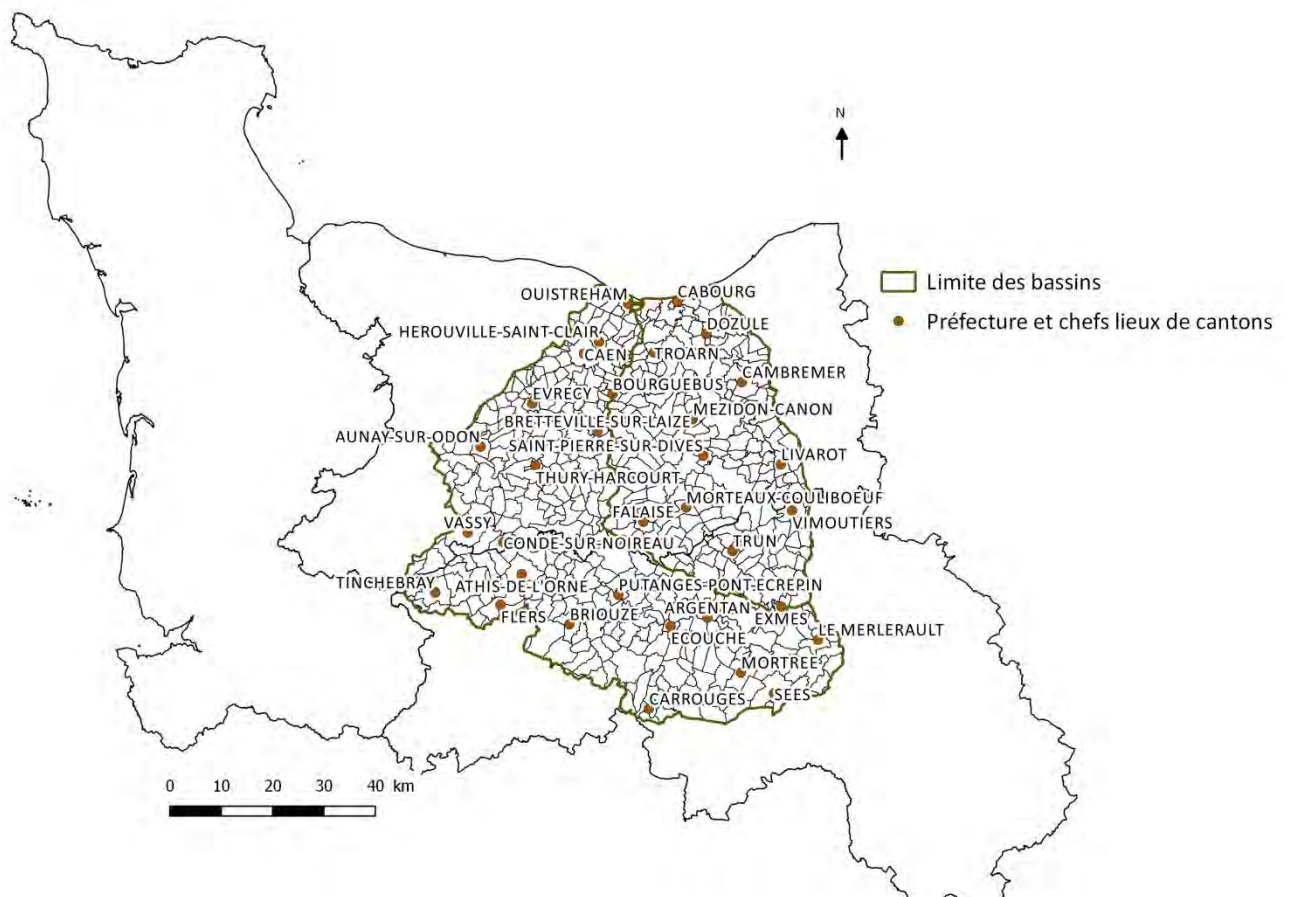 N
Limite des bassins
Préfecture et chefs lieux de cantons
OUISTREHAM
CABOURG
HEROUVILLE-SAINT-CLAIR
DOZULE
CAEN
TROARN
CAMBREMER
EVRECY
BOURGUEBUS
MEZIDON-CANON
BRETTEVILLE-SUR-LAIZE
AUNAY-SUR-ODON
SAINT-PIERRE-SUR-DIVES
LIVAROT
THURY-HARCOURT
MORTEAUX-COULIBOEUF
FALAISE
VIMOUTIERS
VASSY
CONDE-SUR-NOIREAU
TRUN
TINCHEBRAY
ATHIS-DE-L'ORNE
PUTANGES-PONT-ECREPIN
FLERS
BRIOUZE
ARGENTAN
EXMES
ECOUCHE
LE MERLERAULT
MORTREE
CARROUGES
SEES
0 10 20 30 40 km